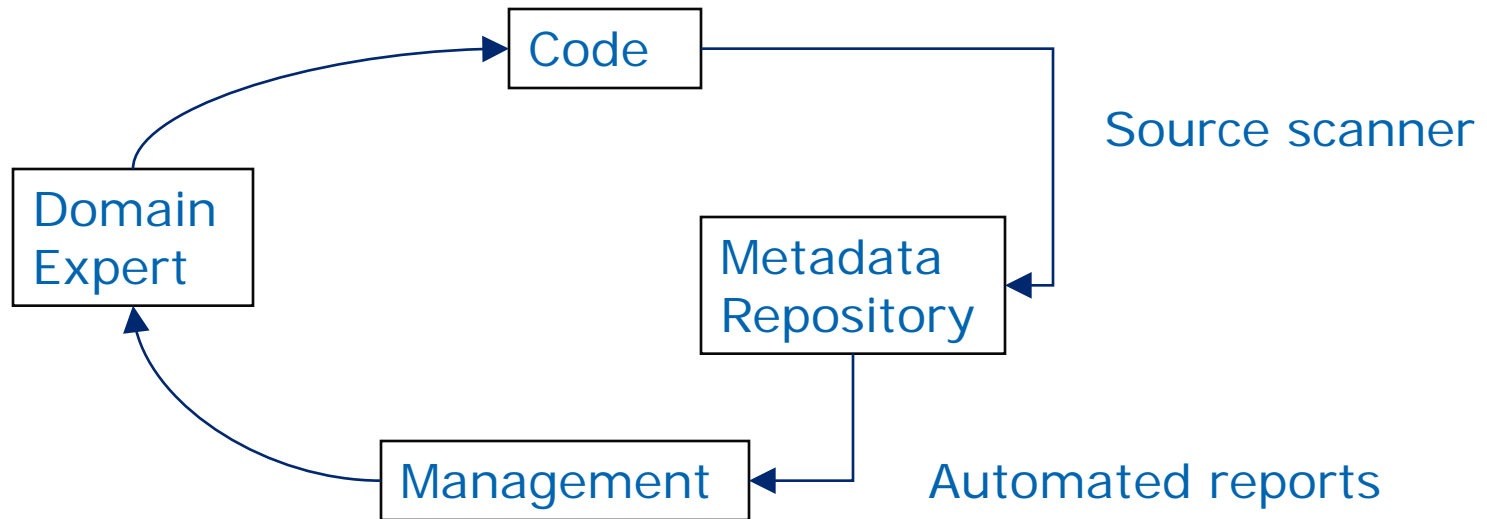 Code
Source scanner
Domain
Expert
Metadata
Repository
Management
Automated reports